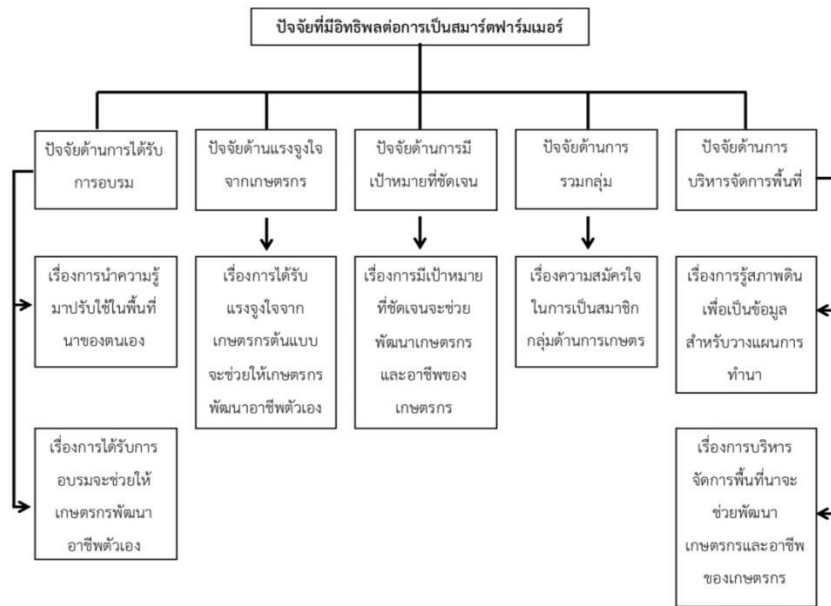 ปัจจัยที่มีอิทธิพลต่อการเป็นสมาร์ตฟาร์มเมอร์
ปัจจัยด้านการได้รับ
การอบรม
ปัจจัยด้านแรงจูงใจ
จากเกษตรกร
ปัจจัยด้านการมี
เป้าหมายที่ชัดเจน
ปัจจัยด้านการ
รวมกลุ่ม
ปัจจัยด้านการ
บริหารจัดการพื้นที่
เรื่องการนำความรู้
มาปรับใช้ในพื้นที่
นาของตนเอง
เรื่องการได้รับ
แรงจูงใจจาก
เกษตรกรต้นแบบ
จะช่วยให้เกษตรกร
พัฒนาอาชีพตัวเอง
เรื่องการมีเป้าหมาย
ที่ชัดเจนจะช่วย
พัฒนาเกษตรกร
และอาชีพของ
เกษตรกร
เรื่องความสมัครใจ
ในการเป็นสมาชิก
กลุ่มด้านการเกษตร
เรื่องการรู้สภาพดิน
เพื่อเป็นข้อมูล
สำหรับวางแผนการ
ทำนา
เรื่องการได้รับการ
อบรมจะช่วยให้
เกษตรกรพัฒนา
อาชีพตัวเอง
เรื่องการบริหาร
จัดการพื้นที่นาจะ
ช่วยพัฒนา
เกษตรกรและอาชีพ
ของเกษตรกร